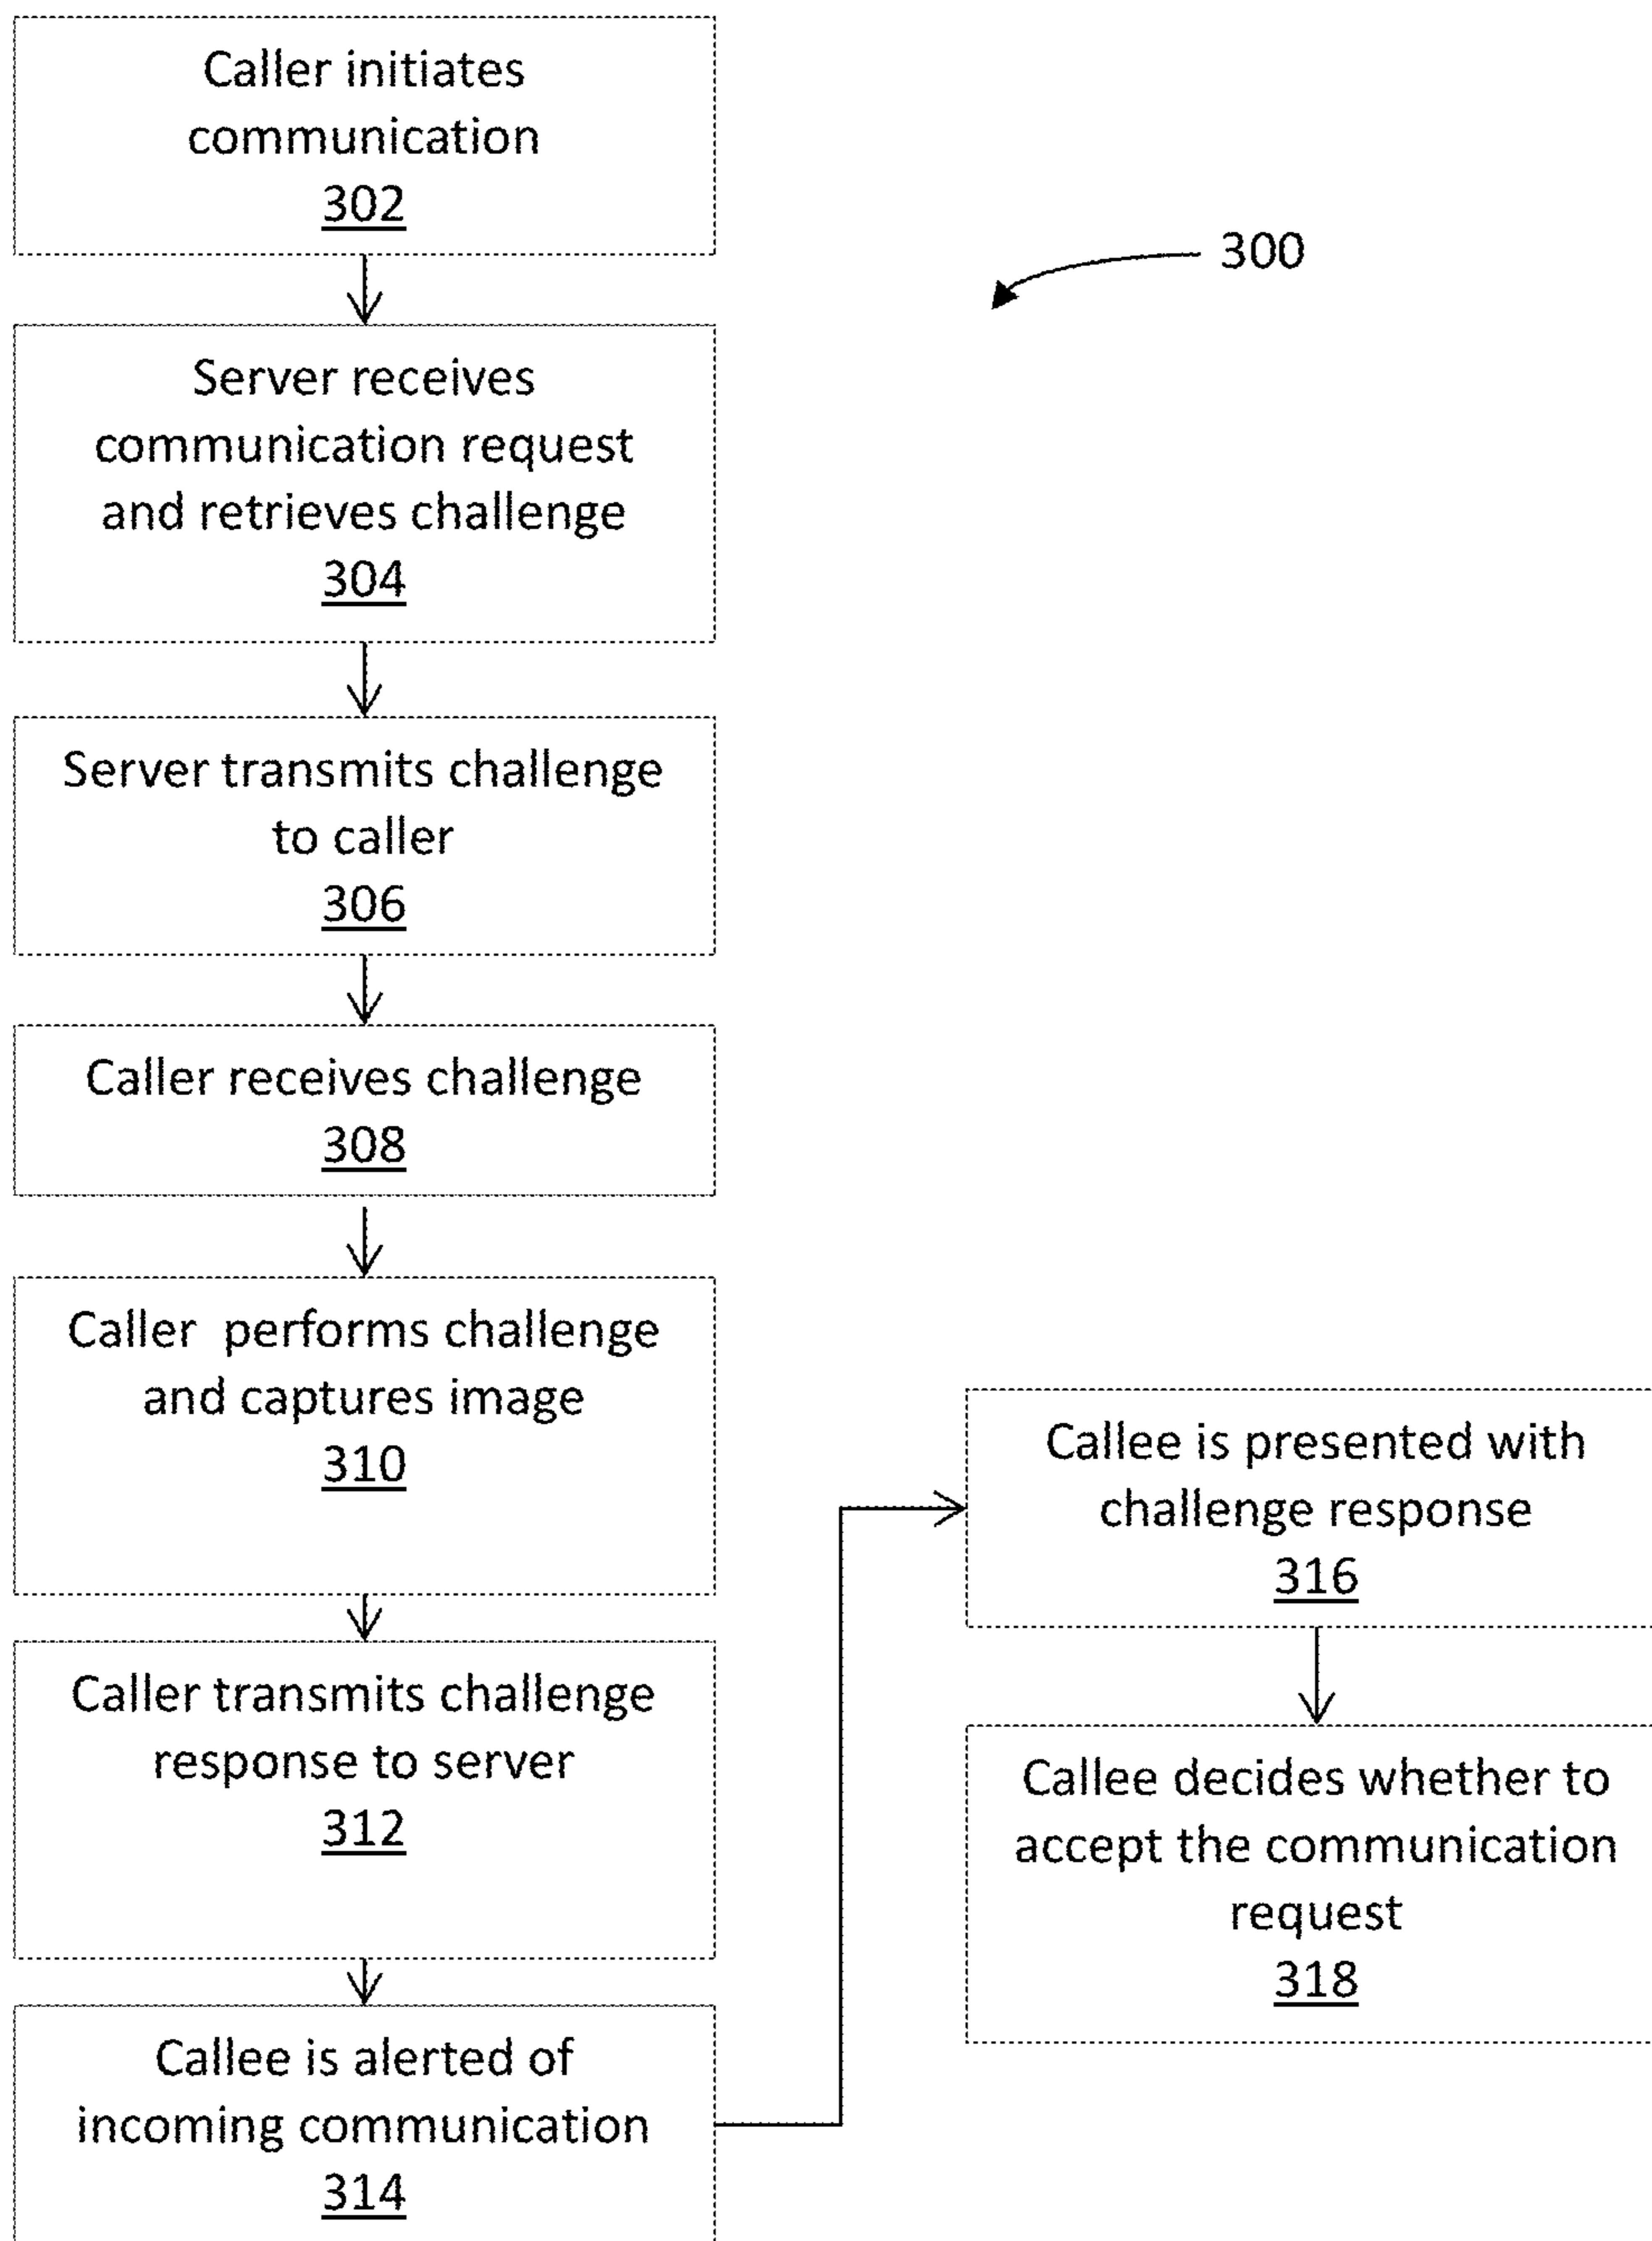 Caller initiates
communication
302
300
Server receives
communication request
and retrieves challenge
304
Server transmits challenge
to caller
306
Caller receives challenge
308
Caller performs challenge
and captures image
310
Caller transmits challenge
response to server
312
Callee is alerted of
incoming communication
314
Callee is presented with
challenge response
316
Callee decides whether to
accept the communication
request
318